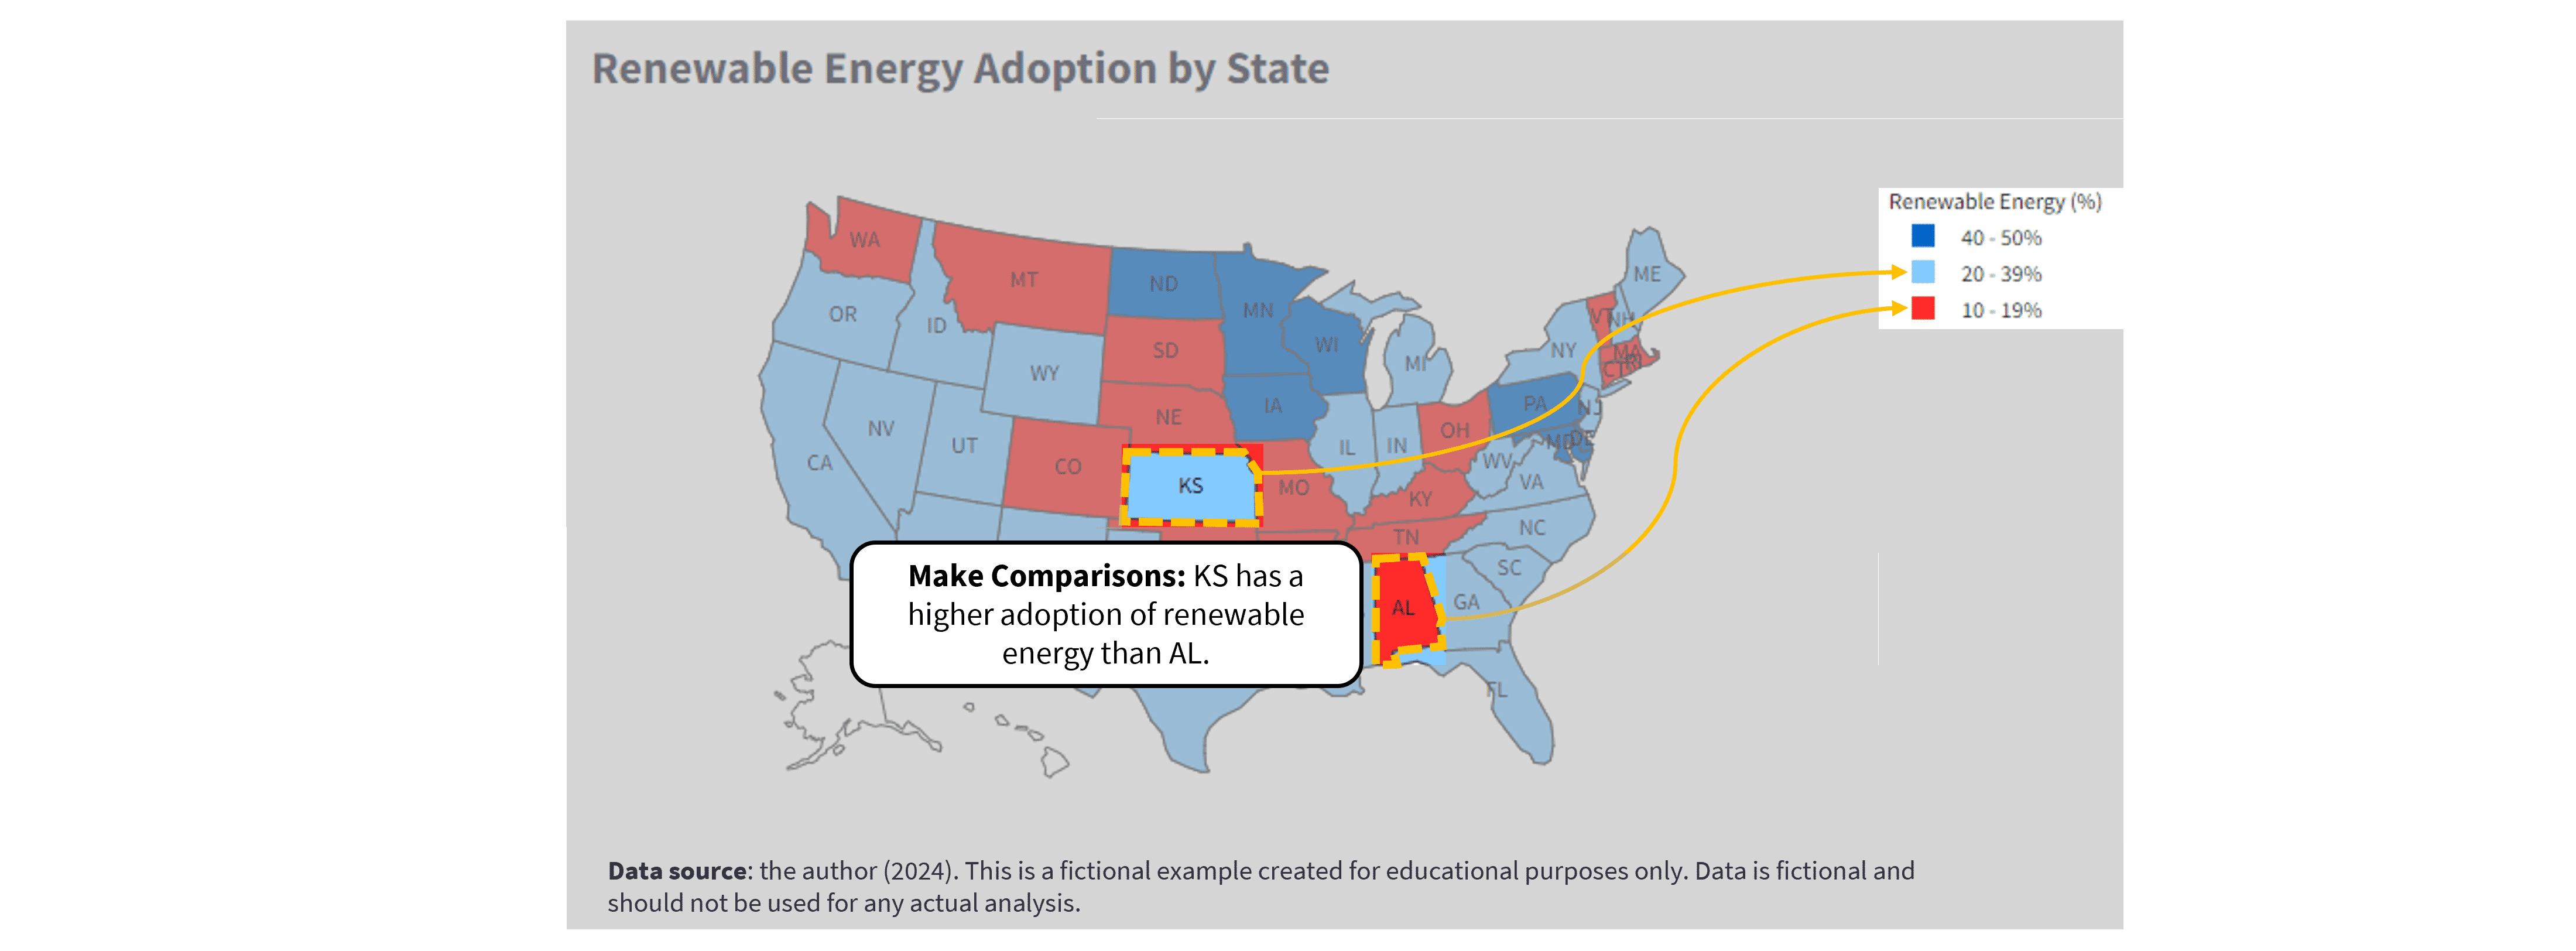 Renewable Energy Adoption by State
Renewable Energy (%)
40 - 50%
20 - 39%
10 - 19%
WA
MT
ND
MN
ME
OR
ID
SD
WI
VT
NH
WY
MI
NY
MA
CT
RI
NE
IA
PA
NJ
NV
UT
CO
IL
IN
OH
MD
DE
CA
KS
MO
WV
VA
KY
TN
NC
AL
GA
SC
FL
Make Comparisons: KS has a
higher adoption of renewable
energy than AL.
Data source: the author (2024). This is a fictional example created for educational purposes only. Data is fictional and
should not be used for any actual analysis.